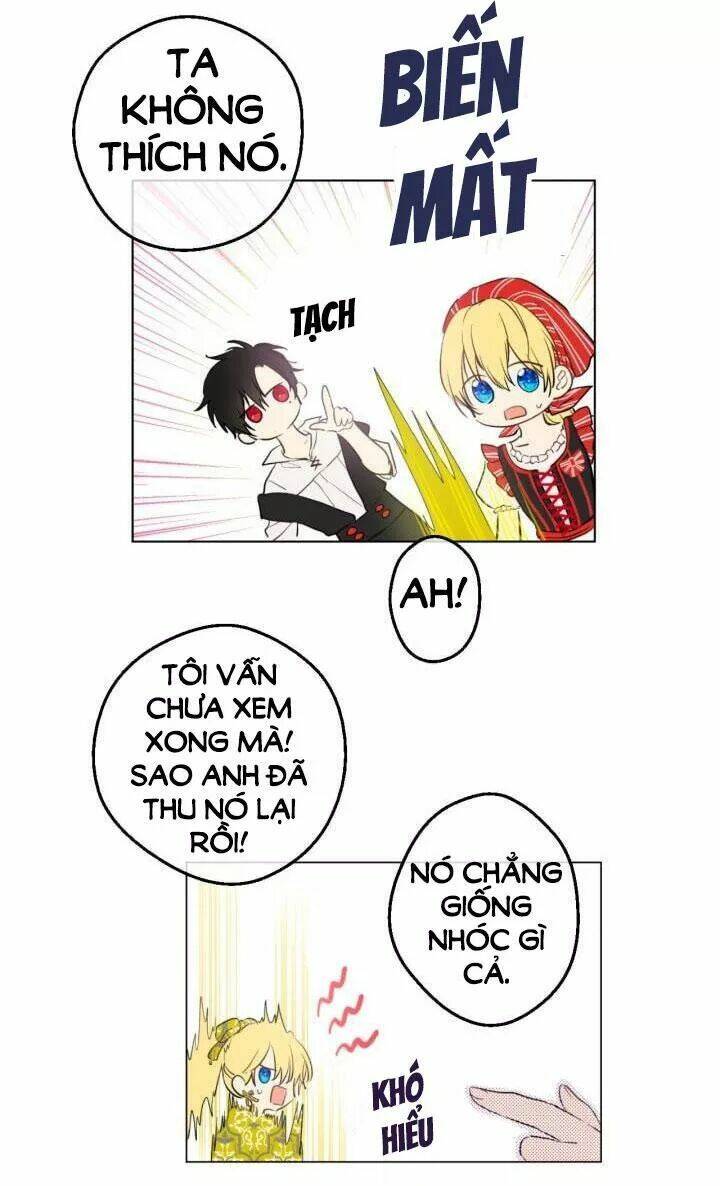 TA
KHÔNG
THÍCH NÓ.
BIẾN
MẤT
TẠCH
AH!
TÔI VẪN
CHƯA XEM
XONG MÀ!
SAO ANH ĐÃ
THU NÓ LẠI
RỒI!
NÓ CHẲNG
GIỐNG
NHÓC GÌ
CẢ.
KHÓ
HIỂU